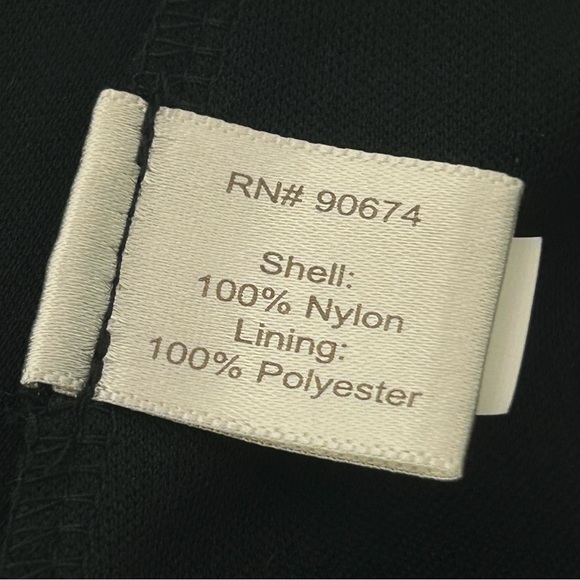 RN# 90674
Shell:
100% Nylon
Lining:
100% Polyester